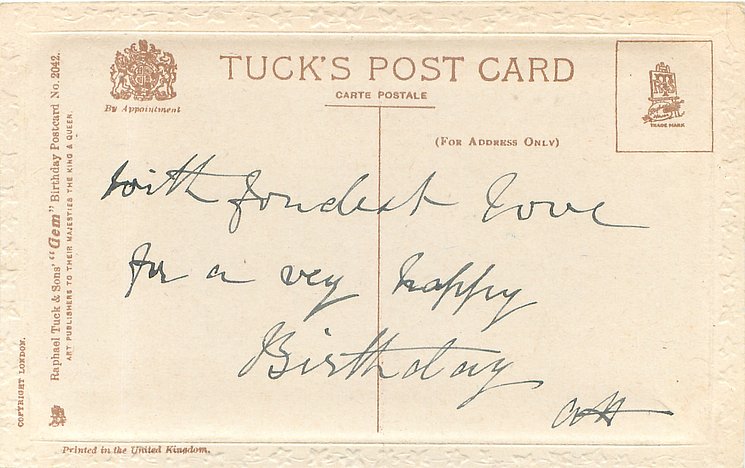 TUCK'S POST CARD
CARTE POSTALE
By Appointment
(FOR ADDRESS ONLY)
TRADE MARK
with fondest love
for a vey happy
Birthday
Raphael Tuck & Sons' "Gem" Birthday Postcard No. 2042.
ART PUBLISHERS TO THEIR MAJESTIES THE KING & QUEEN.
COPYRIGHT LONDON.
Printed in the United Kingdom.